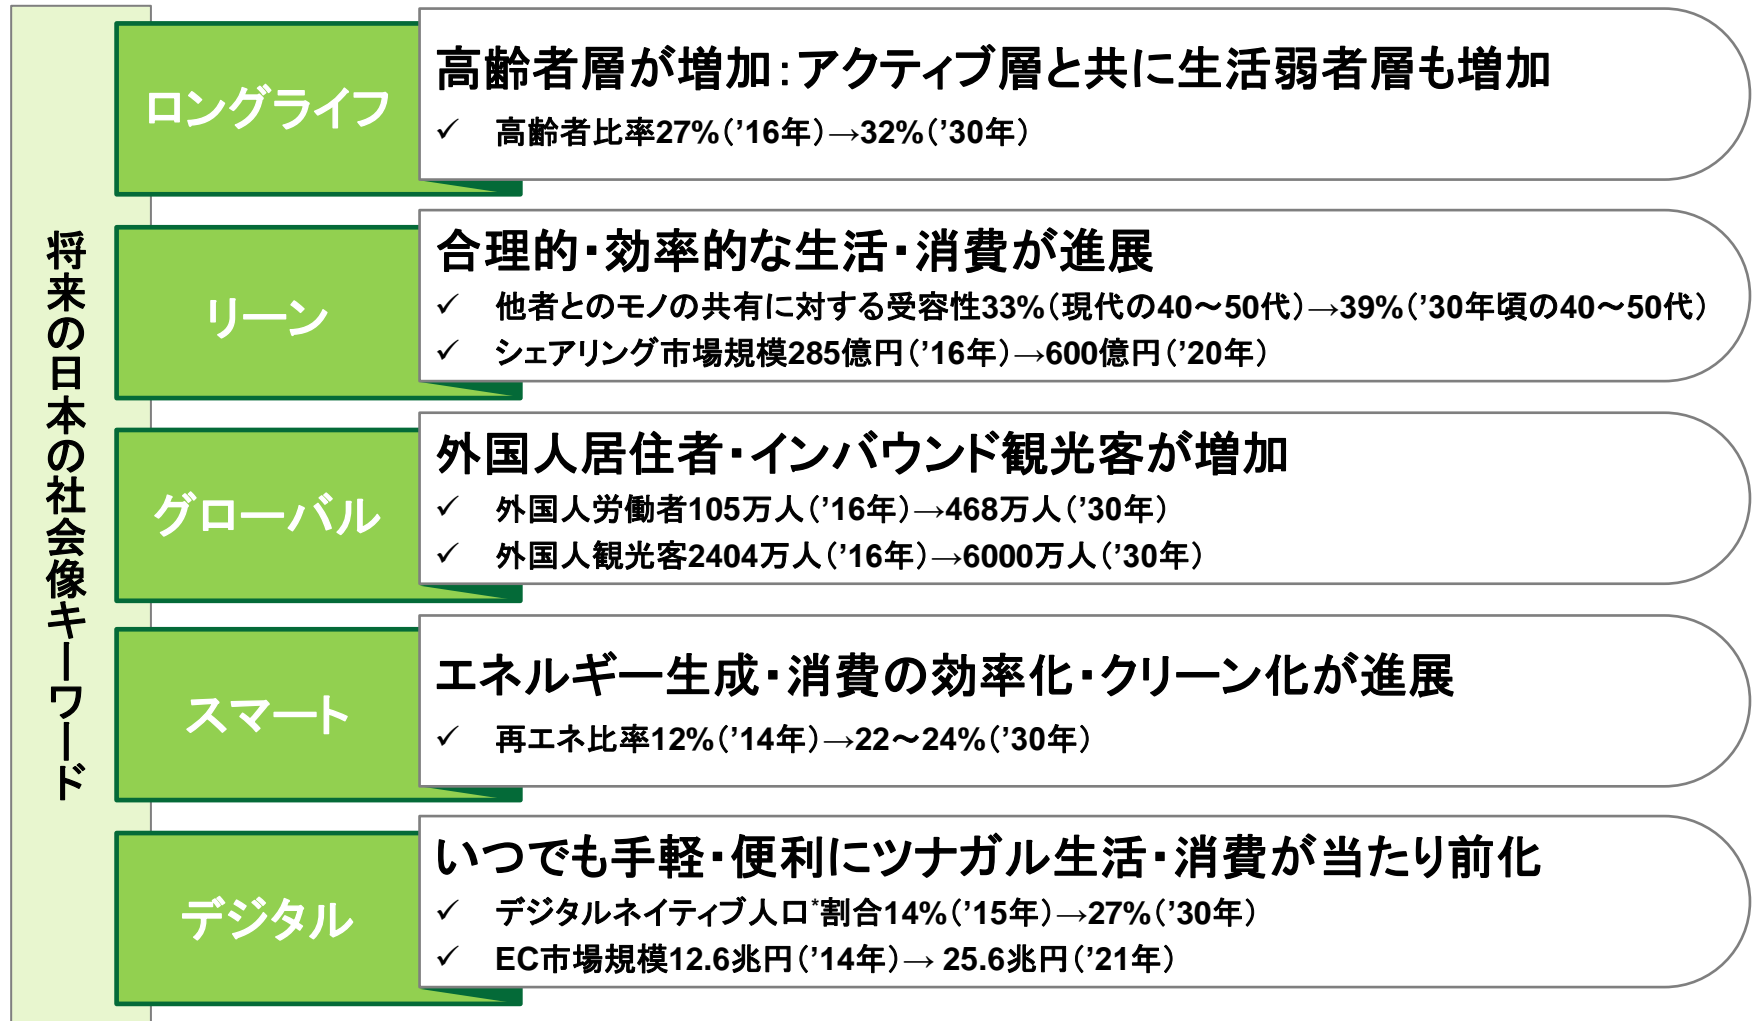 将来の日本の社会像キーワード
ロングライフ
高齢者層が増加：アクティブ層と共に生活弱者層も増加
✓ 高齢者比率27%（’16年）→32%（’30年）
リーン
合理的・効率的な生活・消費が進展
✓ 他者とのモノの共有に対する受容性33%（現代の40～50代）→39%（’30年頃の40～50代）
✓ シェアリング市場規模285億円（’16年）→600億円（’20年）
グローバル
外国人居住者・インバウンド観光客が増加
✓ 外国人労働者105万人（’16年）→468万人（’30年）
✓ 外国人観光客2404万人（’16年）→6000万人（’30年）
スマート
エネルギー生成・消費の効率化・クリーン化が進展
✓ 再エネ比率12%（’14年）→22～24%（’30年）
デジタル
いつでも手軽・便利にツナガル生活・消費が当たり前化
✓ デジタルネイティブ人口*割合14%（’15年）→27%（’30年）
✓ EC市場規模12.6兆円（’14年）→ 25.6兆円（’21年）